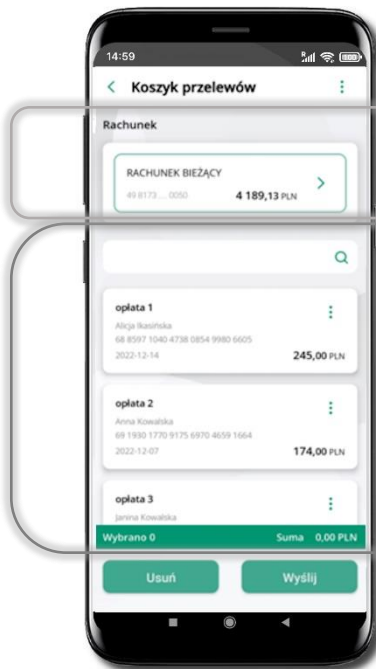 14:59
Koszyk przelewów
Rachunek
RACHUNEK BIEŻĄCY
49 8173 ... 0050 4 189,13 PLN
opłata 1
Alicja Ikasińska
68 8597 1040 4738 0854 9980 6605
2022-12-14 245,00 PLN
opłata 2
Anna Kowalska
69 1930 1770 9175 6970 4659 1664
2022-12-07 174,00 PLN
opłata 3
Janina Kowalska
Wybrano 0 Suma 0,00 PLN
Usuń Wyślij